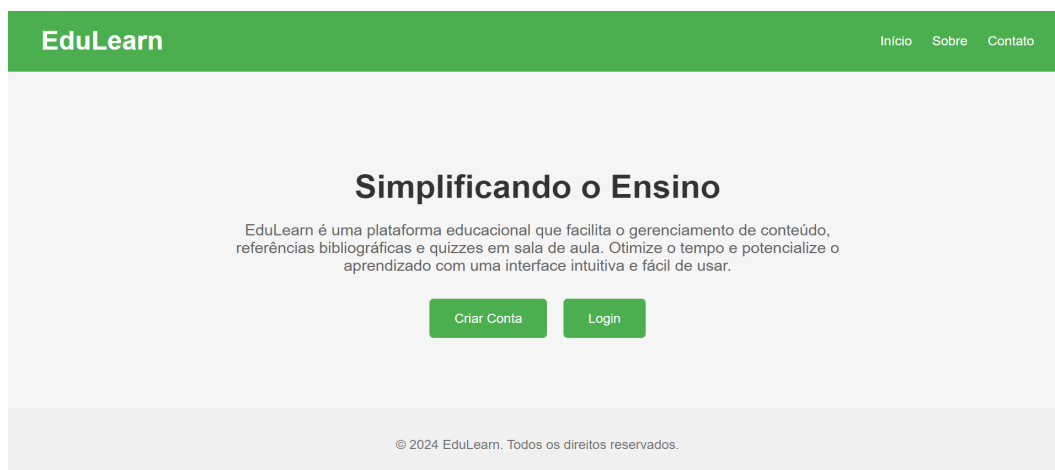 EduLearn
Início Sobre Contato
Simplificando o Ensino
EduLearn é uma plataforma educacional que facilita o gerenciamento de conteúdo,
referências bibliográficas e quizzes em sala de aula. Otimize o tempo e potencialize o
aprendizado com uma interface intuitiva e fácil de usar.
Criar Conta Login
© 2024 EduLearn. Todos os direitos reservados.